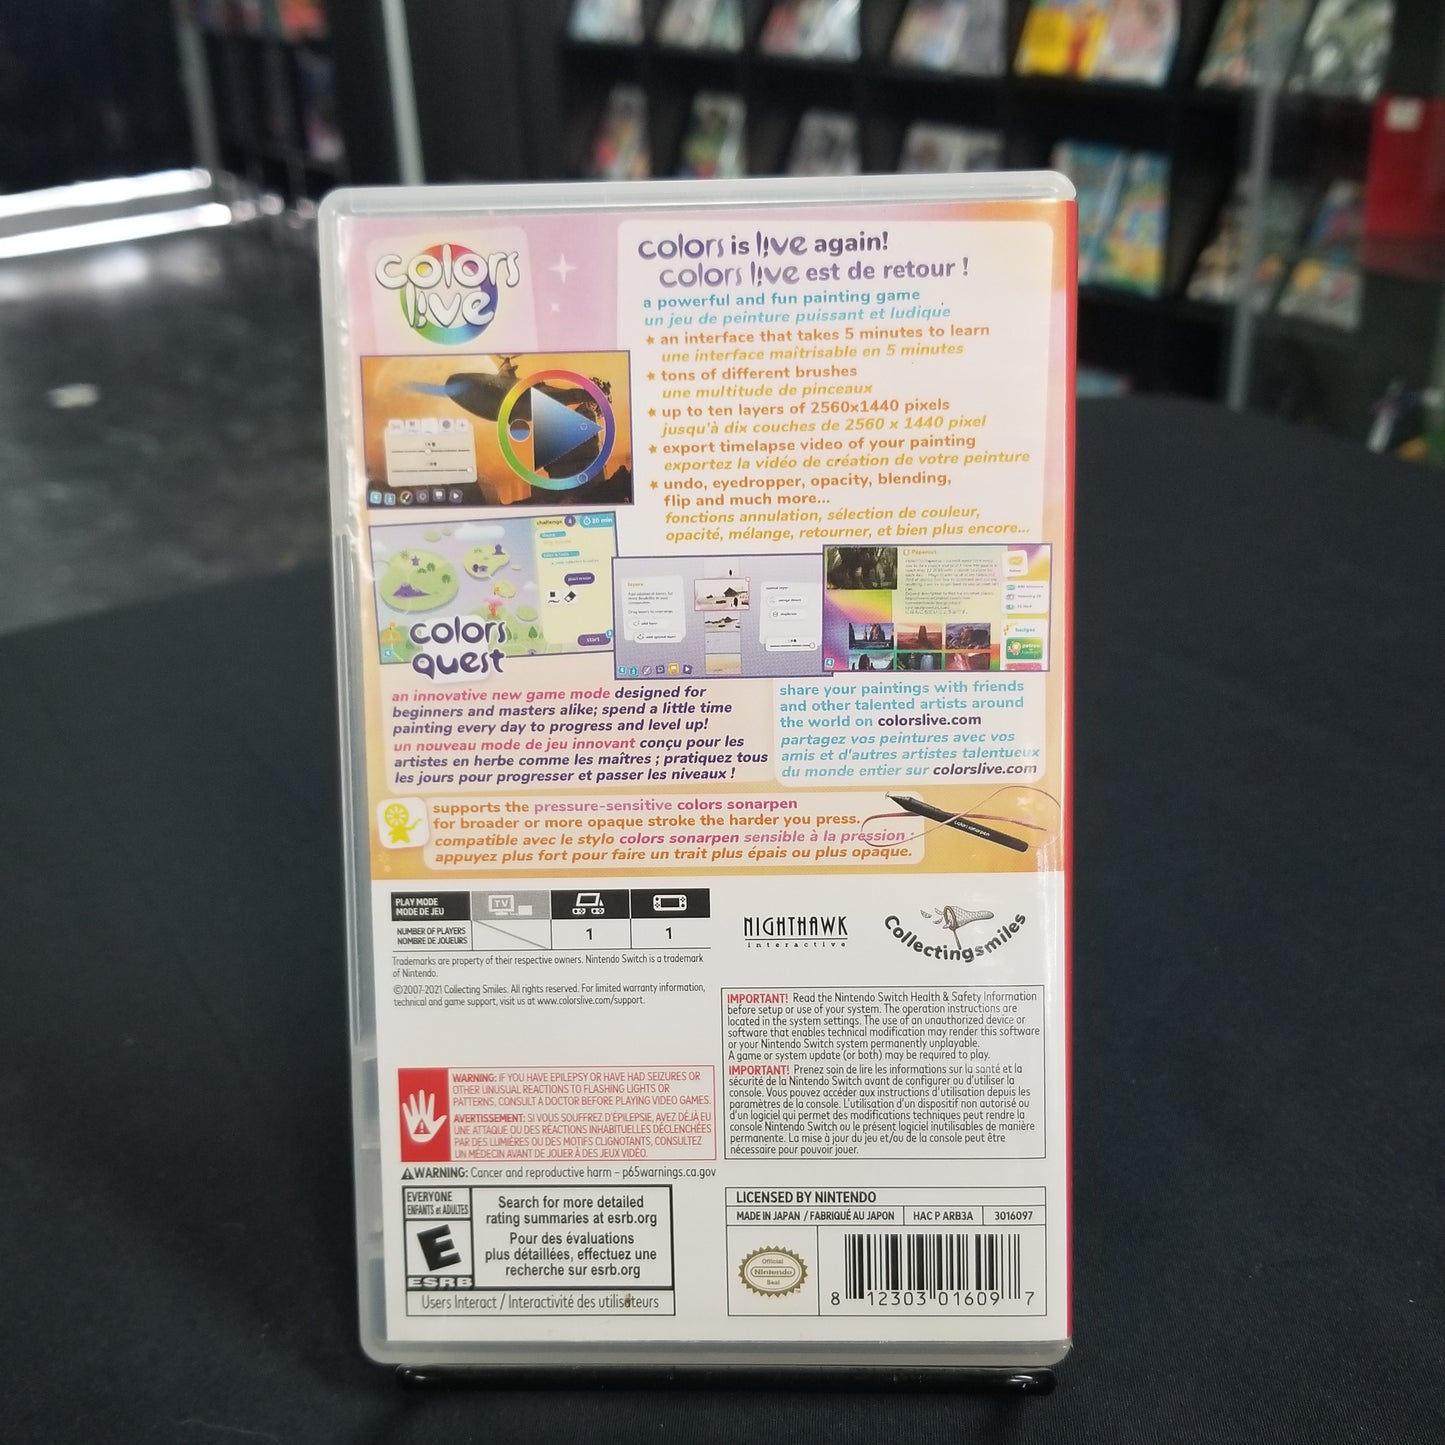 colors
l!ve
colors is l!ve again!
colors l!ve est de retour !
a powerful and fun painting game
un jeu de peinture puissant et ludique
★ an interface that takes 5 minutes to learn
une interface maîtrisable en 5 minutes
★ tons of different brushes
une multitude de pinceaux
★ up to ten layers of 2560x1440 pixels
jusqu'à dix couches de 2560 x 1440 pixel
★ export timelapse video of your painting
exportez la vidéo de création de votre peinture
★ undo, eyedropper, opacity, blending,
flip and much more...
fonctions annulation, sélection de couleur,
opacité, mélange, retourner, et bien plus encore...
challenge 4 20 min
start
layers
Papercut
colors
quest
an innovative new game mode designed for
beginners and masters alike; spend a little time
painting every day to progress and level up!
un nouveau mode de jeu innovant conçu pour les
artistes en herbe comme les maîtres ; pratiquez tous
les jours pour progresser et passer les niveaux !
share your paintings with friends
and other talented artists around
the world on colorslive.com
partagez vos peintures avec vos
amis et d'autres artistes talentueux
du monde entier sur colorslive.com
supports the pressure-sensitive colors sonarpen
for broader or more opaque stroke the harder you press.
compatible avec le stylo colors sonarpen sensible à la pression :
appuyez plus fort pour faire un trait plus épais ou plus opaque.
colors sonarpen
PLAY MODE
MODE DE JEU
TV
NUMBER OF PLAYERS
NOMBRE DE JOUEURS
1
1
NIGHTHAWK
interactive
Collectingsmiles
Trademarks are property of their respective owners. Nintendo Switch is a trademark
of Nintendo.
©2007-2021 Collecting Smiles. All rights reserved. For limited warranty information,
technical and game support, visit us at www.colorslive.com/support.
IMPORTANT! Read the Nintendo Switch Health & Safety Information
before setup or use of your system. The operation instructions are
located in the system settings. The use of an unauthorized device or
software that enables technical modification may render this software
or your Nintendo Switch system permanently unplayable.
A game or system update (or both) may be required to play.
IMPORTANT! Prenez soin de lire les informations sur la santé et la
sécurité de la Nintendo Switch avant de configurer ou d'utiliser la
console. Vous pouvez accéder aux instructions d'utilisation depuis les
paramètres de la console. L'utilisation d'un dispositif non autorisé ou
d'un logiciel qui permet des modifications techniques peut rendre la
console Nintendo Switch ou le présent logiciel inutilisables de manière
permanente. La mise à jour du jeu et/ou de la console peut être
nécessaire pour pouvoir jouer.
WARNING: IF YOU HAVE EPILEPSY OR HAVE HAD SEIZURES OR
OTHER UNUSUAL REACTIONS TO FLASHING LIGHTS OR
PATTERNS, CONSULT A DOCTOR BEFORE PLAYING VIDEO GAMES.
AVERTISSEMENT: SI VOUS SOUFFREZ D'ÉPILEPSIE, AVEZ DÉJÀ EU
UNE ATTAQUE OU DES RÉACTIONS INHABITUELLES DÉCLENCHÉES
PAR DES LUMIÈRES OU DES MOTIFS CLIGNOTANTS, CONSULTEZ
UN MÉDECIN AVANT DE JOUER À DES JEUX VIDÉO.
⚠WARNING: Cancer and reproductive harm – p65warnings.ca.gov
EVERYONE
ENFANTS et ADULTES
E
ESRB
Search for more detailed
rating summaries at esrb.org
Pour des évaluations
plus détaillées, effectuez une
recherche sur esrb.org
Users Interact / Interactivité des utilisateurs
LICENSED BY NINTENDO
MADE IN JAPAN / FABRIQUÉ AU JAPON HAC P ARB3A 3016097
Official
Nintendo
Seal
8 12303 01609 7